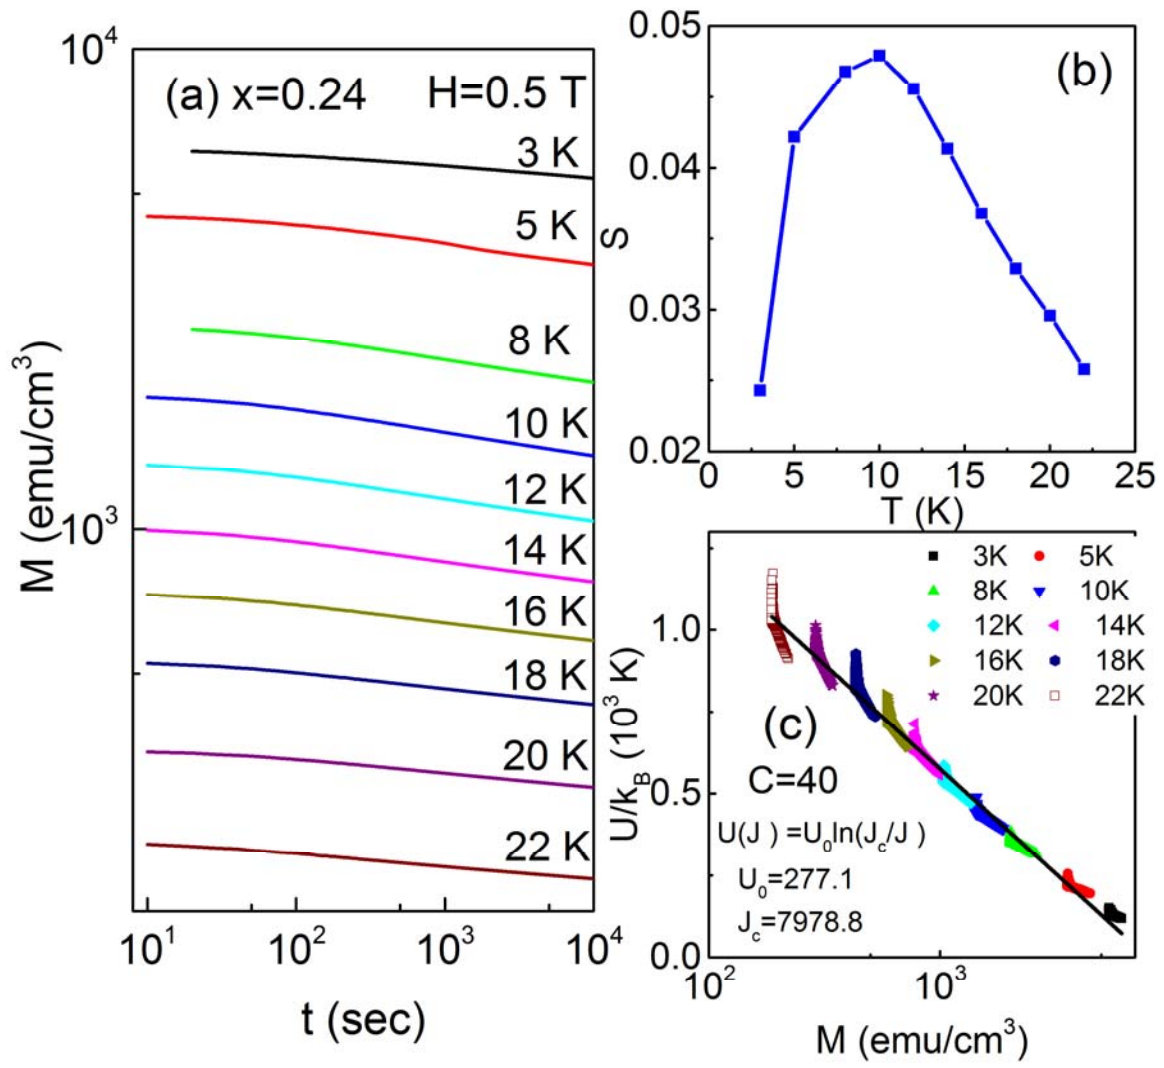 (a) x=0.24 H=0.5 T
3 K
5 K
8 K
10 K
12 K
14 K
16 K
18 K
20 K
22 K
10⁴
10³
M (emu/cm³)
10¹ 10² 10³ 10⁴
t (sec)
(b)
0.05
0.04
0.03
0.02
S
0 5 10 15 20 25
T (K)
3K 5K
8K 10K
12K 14K
16K 18K
20K 22K
(c)
C=40
U(J ) =U₀ln(J_c/J )
U₀=277.1
J_c=7978.8
1.0
0.5
0.0
U/k_B (10³ K)
10² 10³
M (emu/cm³)